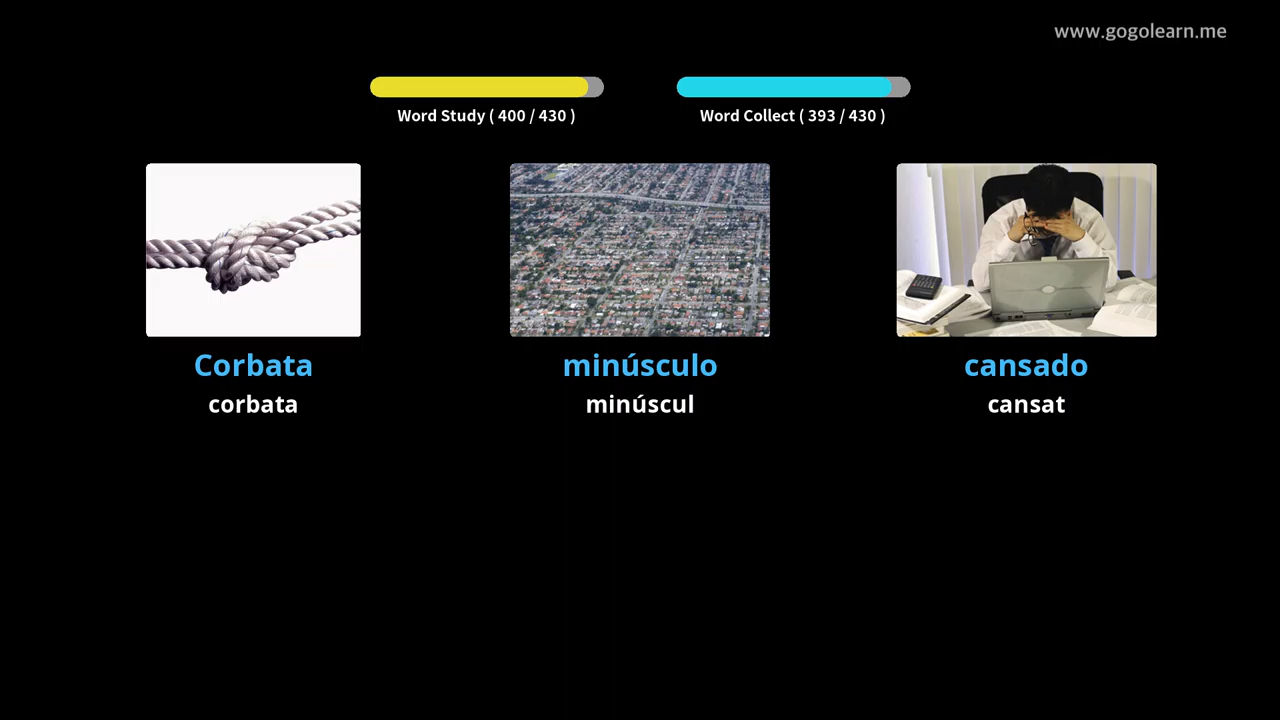 www.gogolearn.me
Word Study ( 400 / 430 )
Word Collect ( 393 / 430 )
Corbata
corbata
minúsculo
minúscul
cansado
cansat